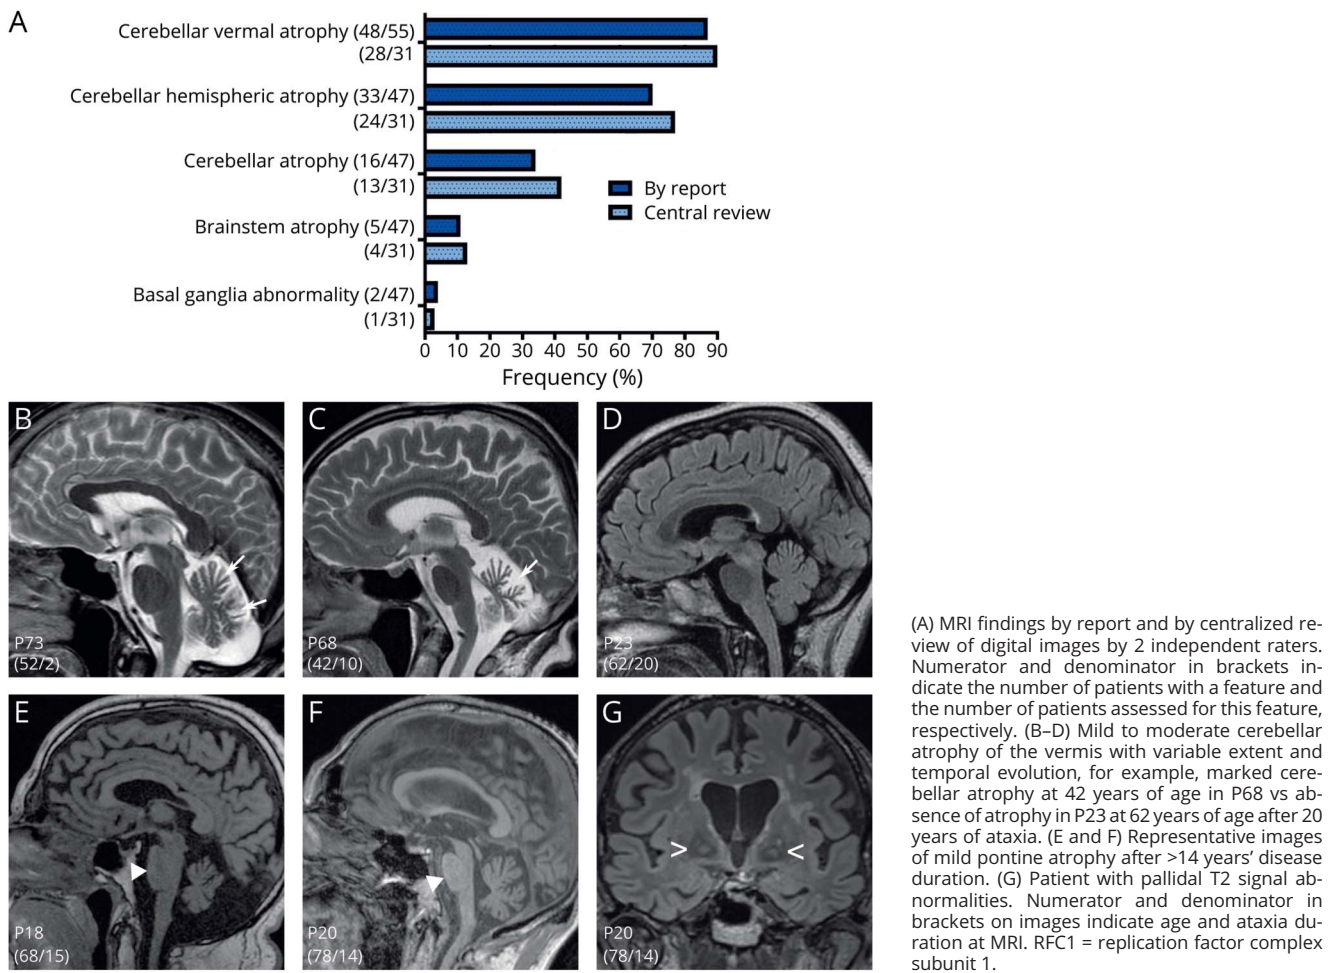 A
Cerebellar vermal atrophy (48/55)
(28/31
Cerebellar hemispheric atrophy (33/47)
(24/31)
Cerebellar atrophy (16/47)
(13/31)
Brainstem atrophy (5/47)
(4/31)
Basal ganglia abnormality (2/47)
(1/31)
By report
Central review
0 10 20 30 40 50 60 70 80 90
Frequency (%)
B
P73
(52/2)
C
P68
(42/10)
D
P23
(62/20)
E
P18
(68/15)
F
P20
(78/14)
G
> <
P20
(78/14)
(A) MRI findings by report and by centralized re-
view of digital images by 2 independent raters.
Numerator and denominator in brackets in-
dicate the number of patients with a feature and
the number of patients assessed for this feature,
respectively. (B–D) Mild to moderate cerebellar
atrophy of the vermis with variable extent and
temporal evolution, for example, marked cere-
bellar atrophy at 42 years of age in P68 vs ab-
sence of atrophy in P23 at 62 years of age after 20
years of ataxia. (E and F) Representative images
of mild pontine atrophy after >14 years' disease
duration. (G) Patient with pallidal T2 signal ab-
normalities. Numerator and denominator in
brackets on images indicate age and ataxia du-
ration at MRI. RFC1 = replication factor complex
subunit 1.